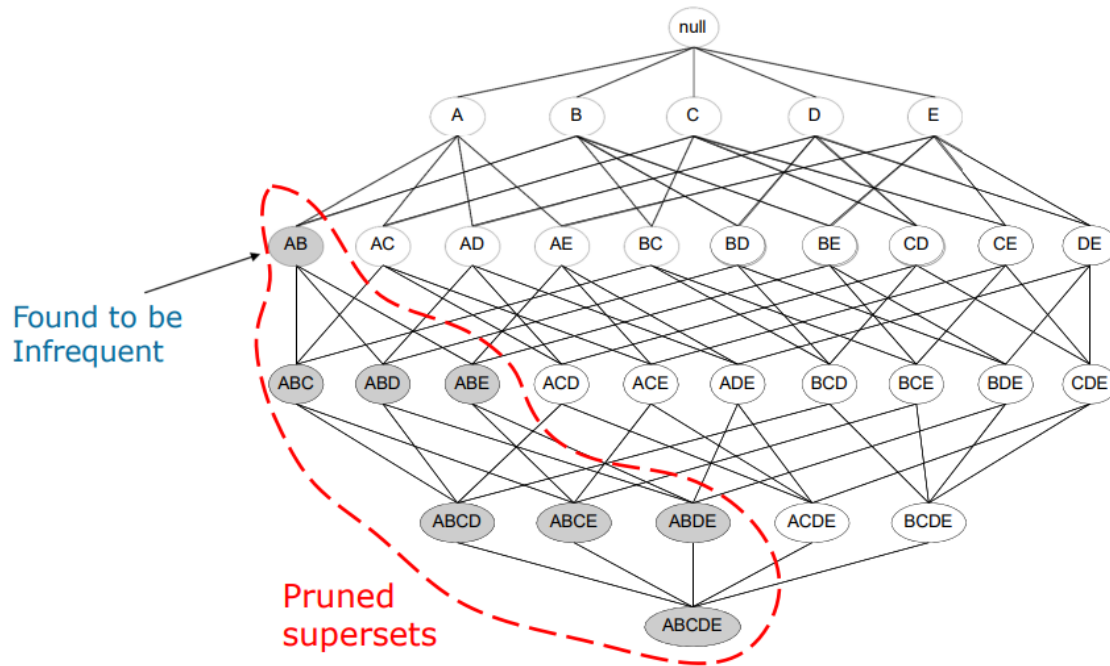 null
A B C D E
AB AC AD AE BC BD BE CD CE DE
Found to be
Infrequent
ABC ABD ABE ACD ACE ADE BCD BCE BDE CDE
ABCD ABCE ABDE ACDE BCDE
Pruned
supersets
ABCDE